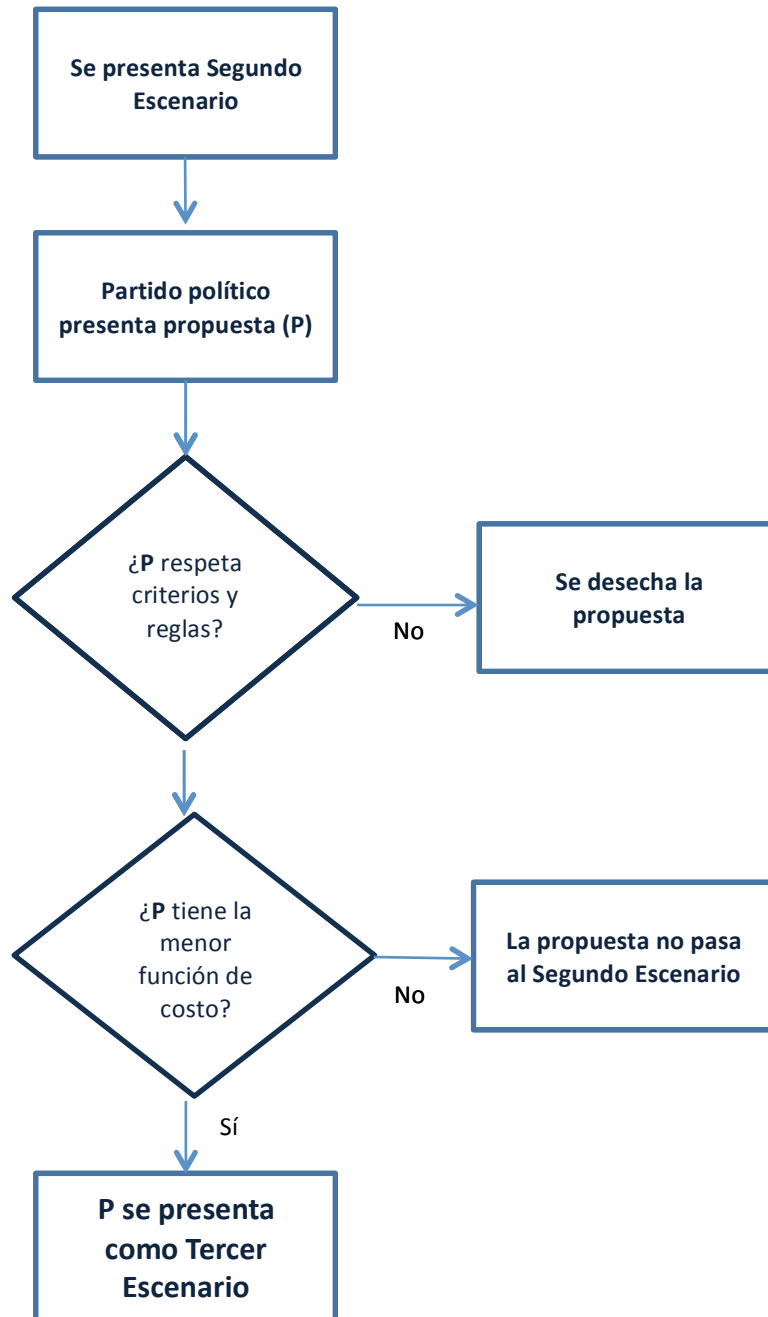 Se presenta Segundo
Escenario
Partido político
presenta propuesta (P)
¿P respeta
criterios y
reglas?
No
Se desecha la
propuesta
¿P tiene la
menor
función de
costo?
No
La propuesta no pasa
al Segundo Escenario
Sí
P se presenta
como Tercer
Escenario